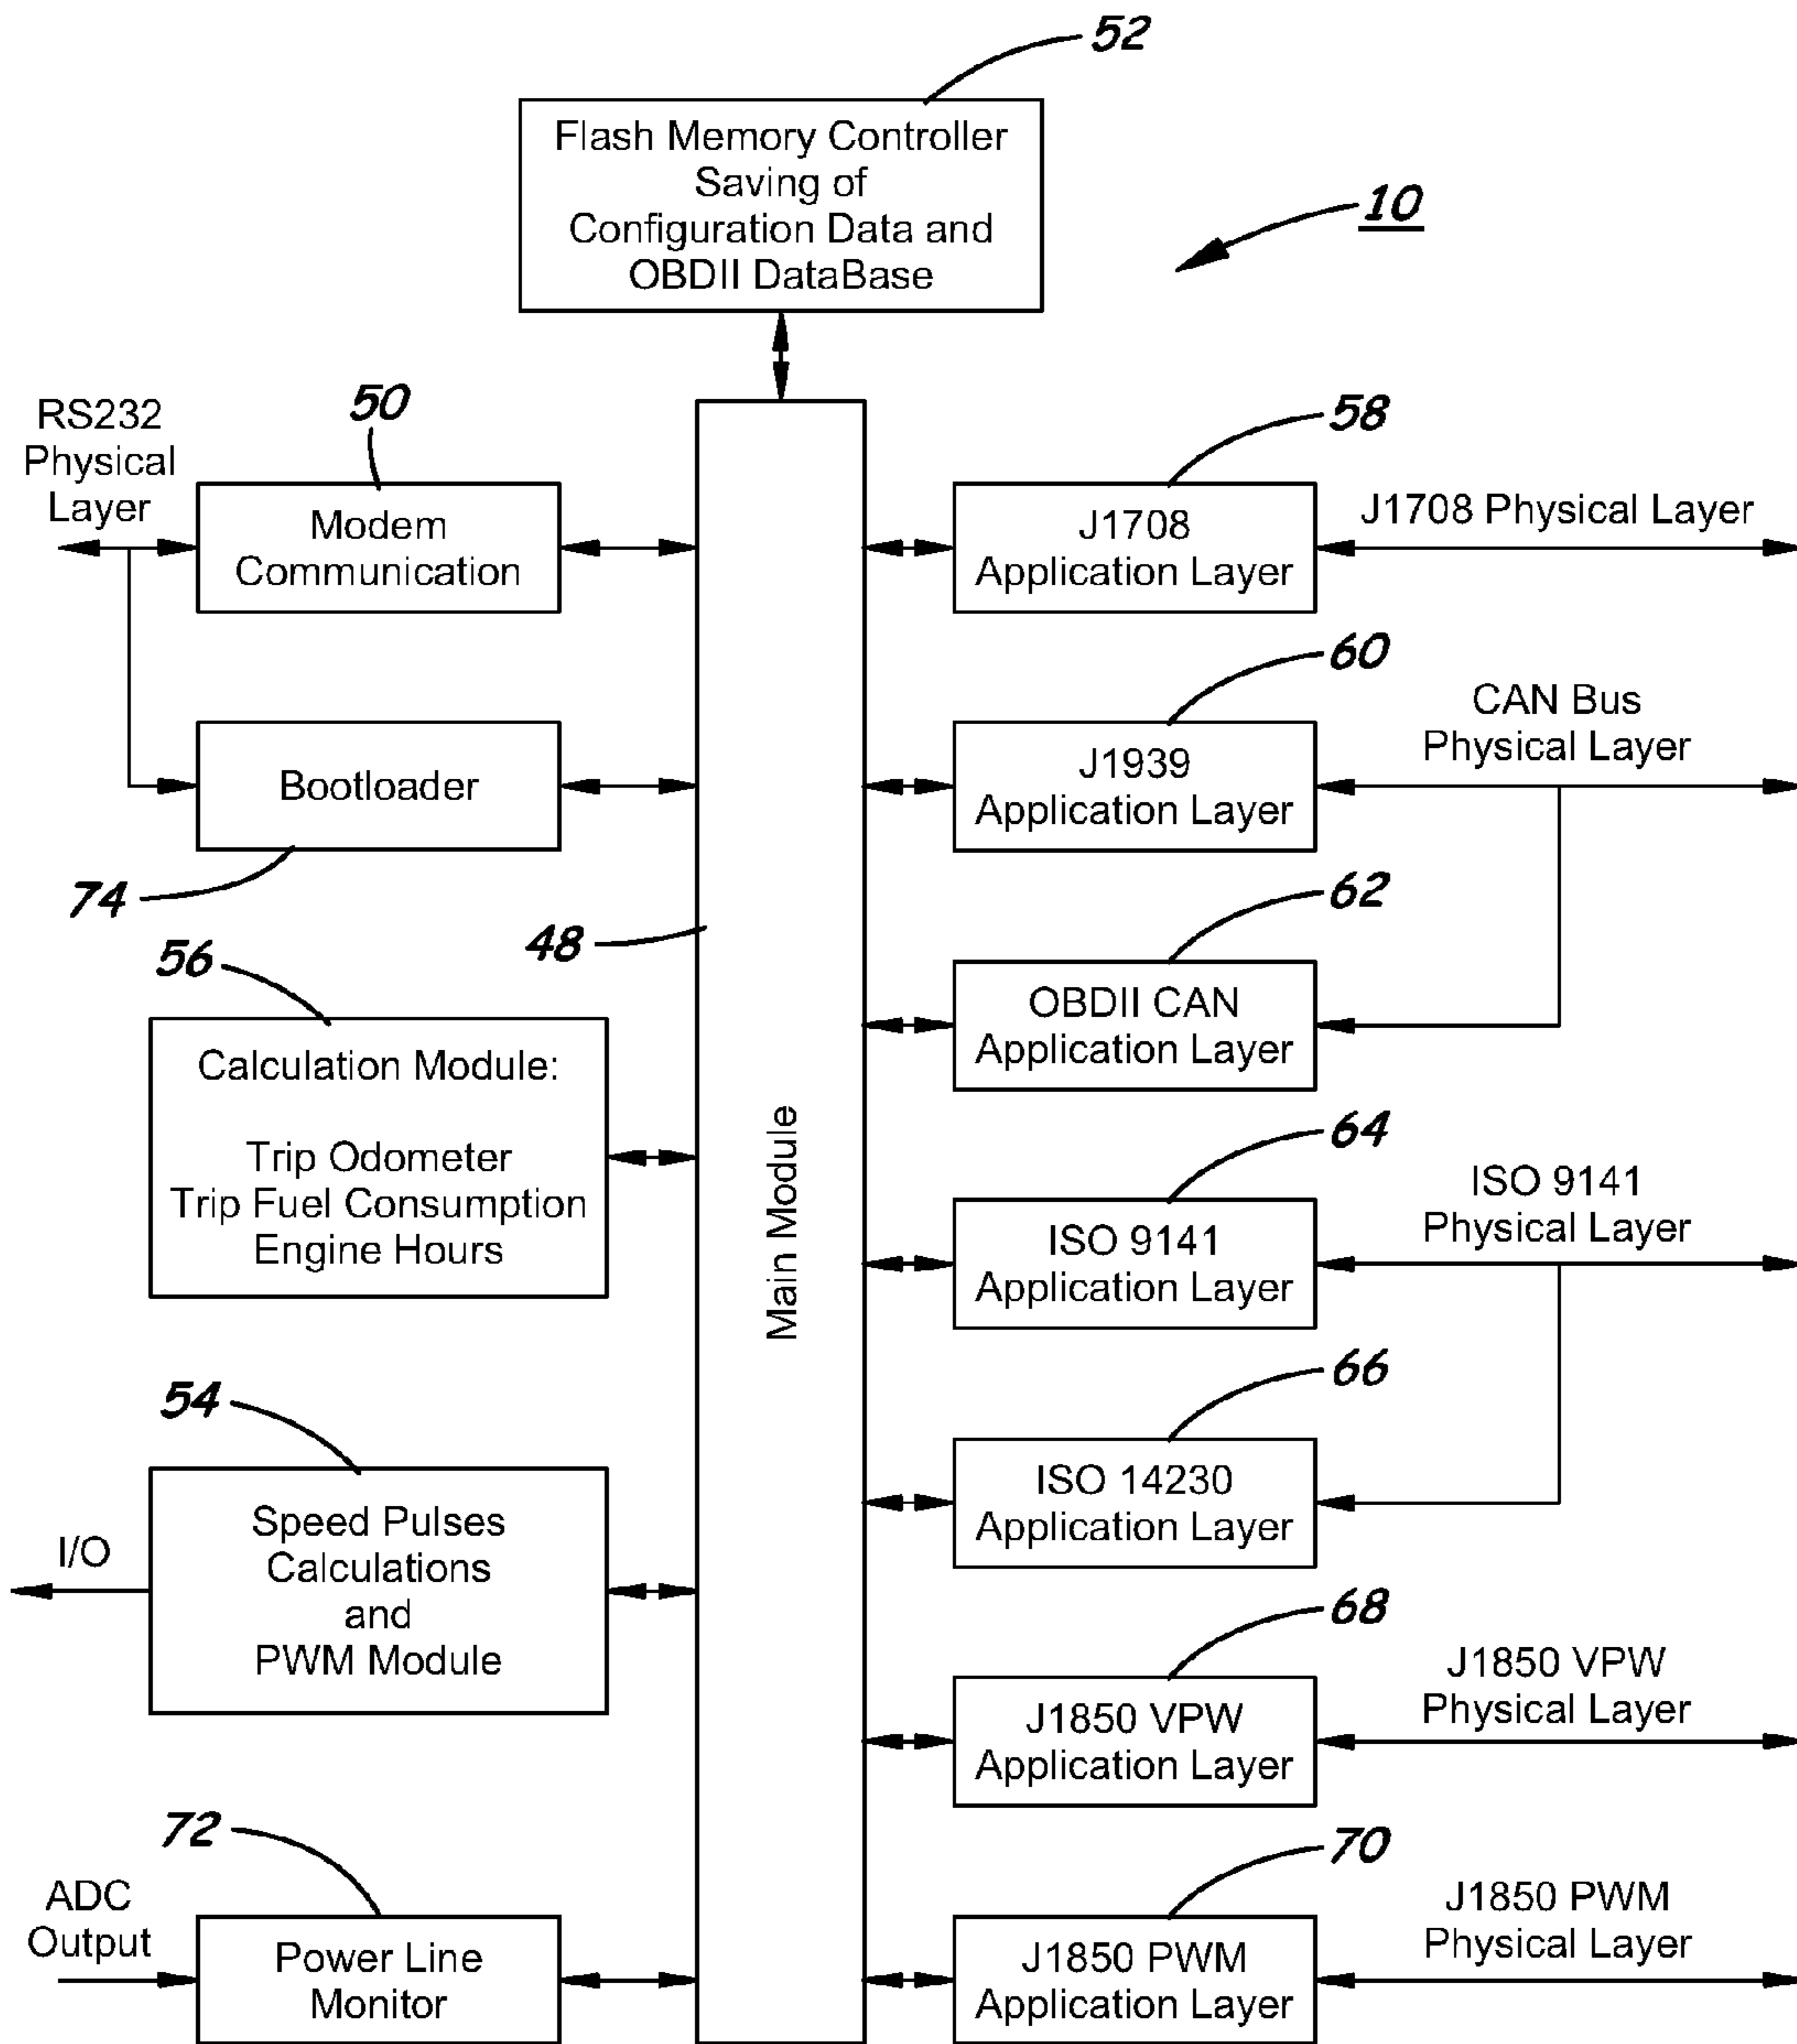 52
Flash Memory Controller
Saving of
Configuration Data and
OBDII DataBase
10
RS232
Physical
Layer
50
Modem
Communication
Bootloader
74
48
56
Calculation Module:
Trip Odometer
Trip Fuel Consumption
Engine Hours
54
I/O
Speed Pulses
Calculations
and
PWM Module
72
ADC
Output
Power Line
Monitor
Main Module
58
J1708
Application Layer
J1708 Physical Layer
60
J1939
Application Layer
CAN Bus
Physical Layer
62
OBDII CAN
Application Layer
64
ISO 9141
Application Layer
ISO 9141
Physical Layer
66
ISO 14230
Application Layer
68
J1850 VPW
Application Layer
J1850 VPW
Physical Layer
70
J1850 PWM
Application Layer
J1850 PWM
Physical Layer